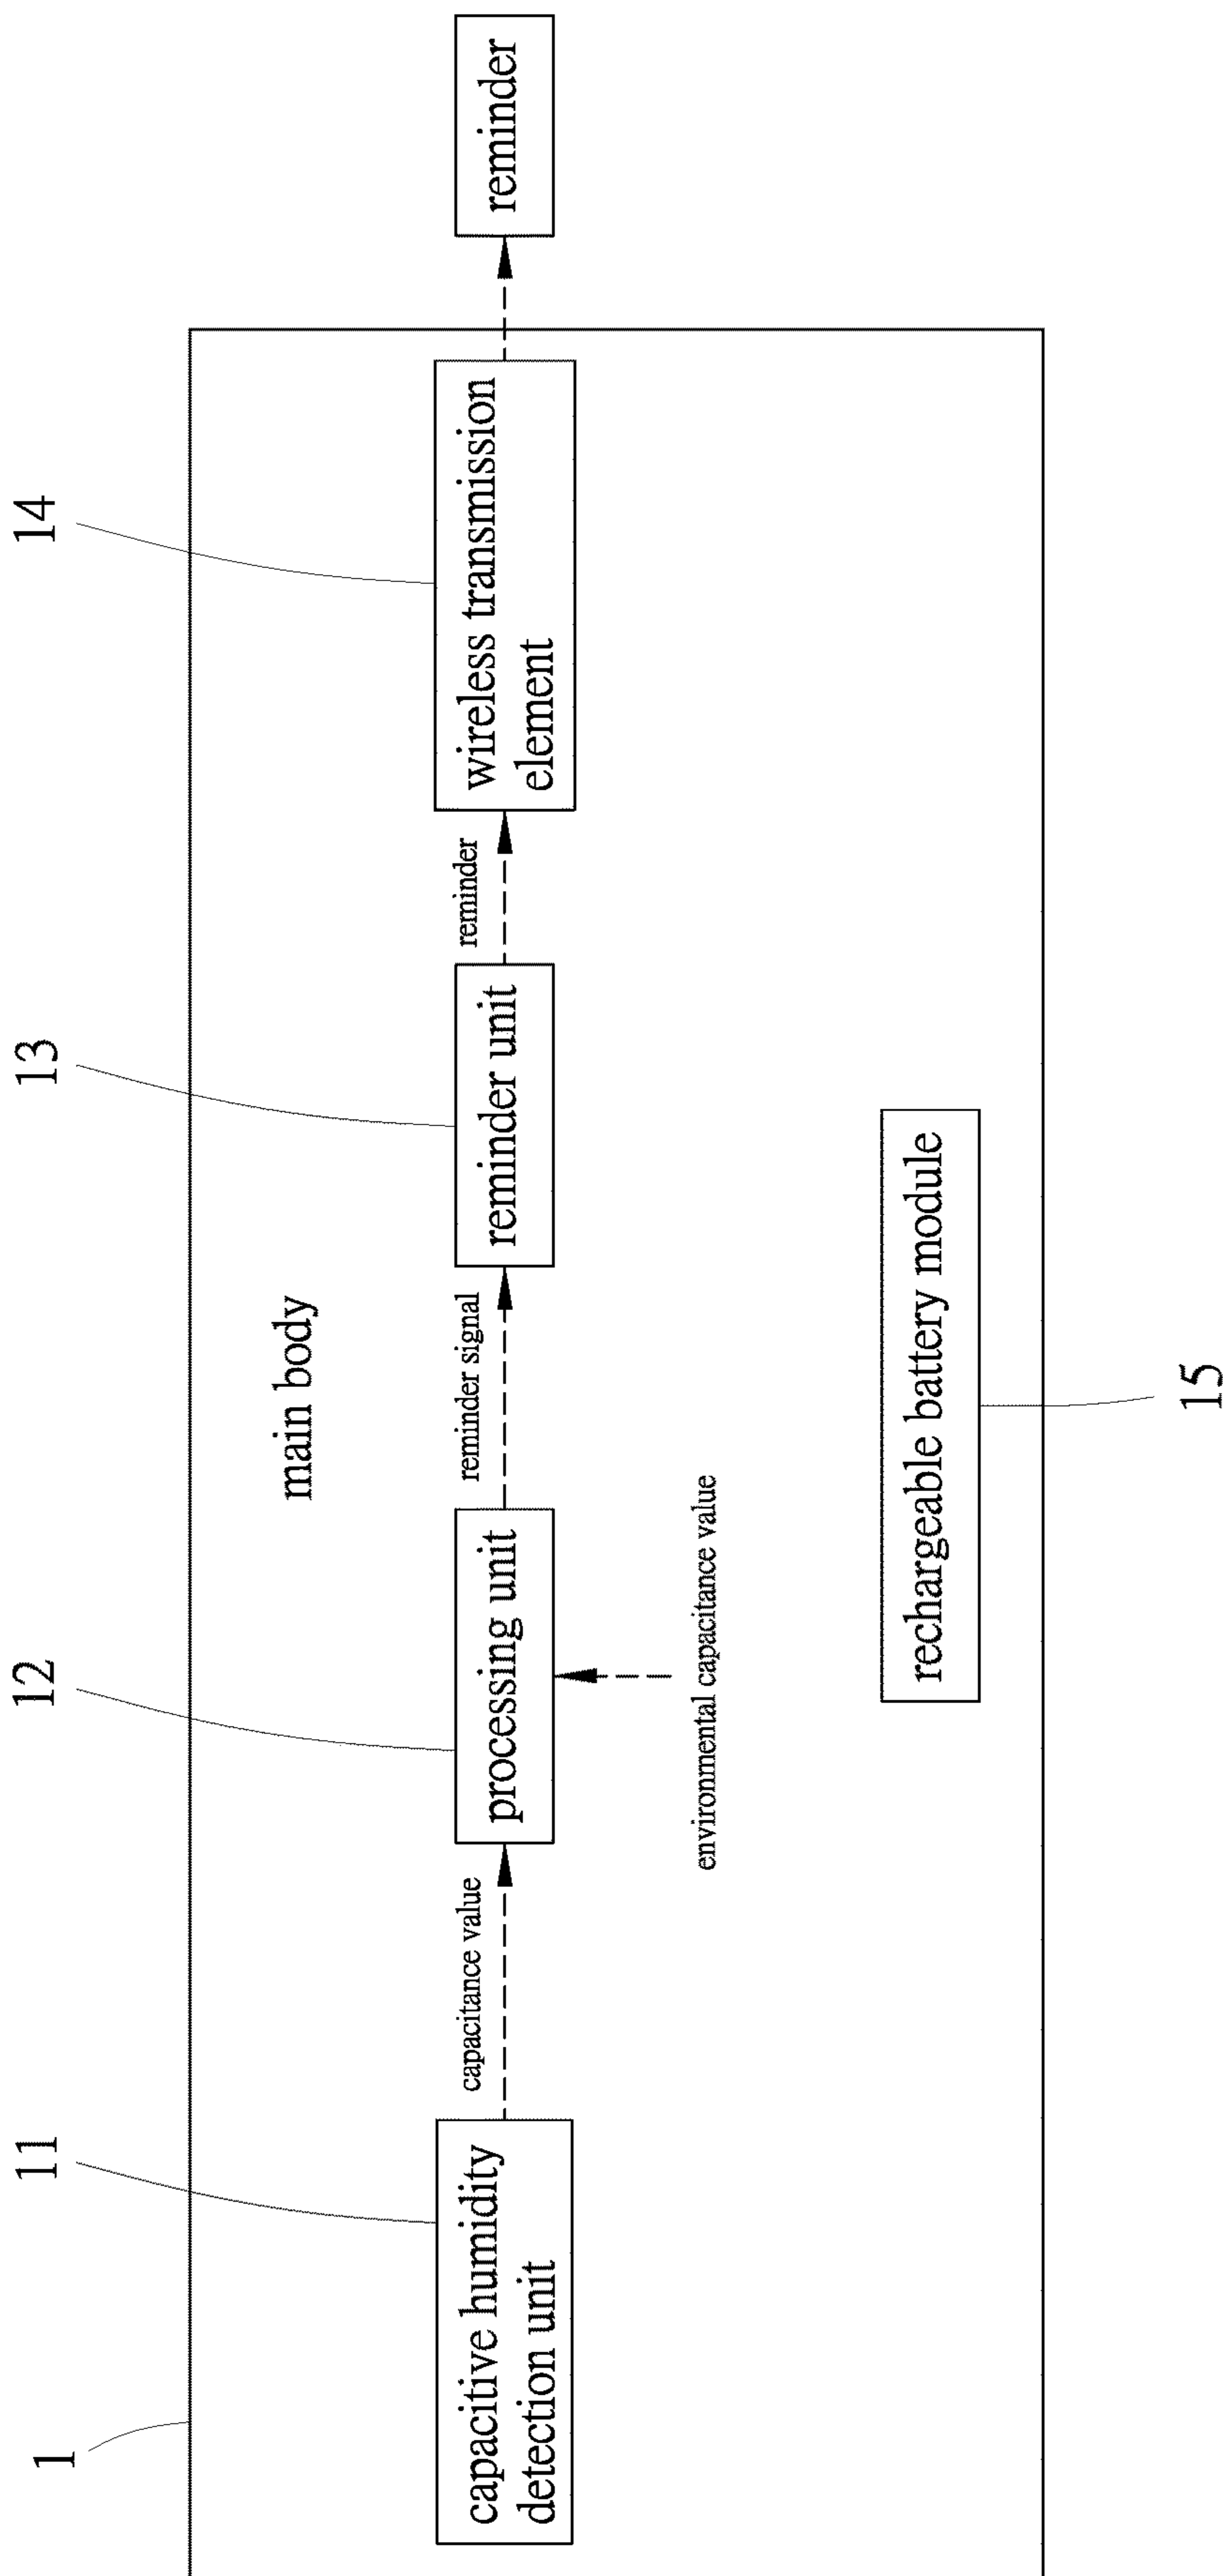 1
11
12
13
14
main body
capacitive humidity
detection unit
capacitance value
processing unit
environmental capacitance value
reminder signal
reminder unit
reminder
wireless transmission
element
reminder
rechargeable battery module
15